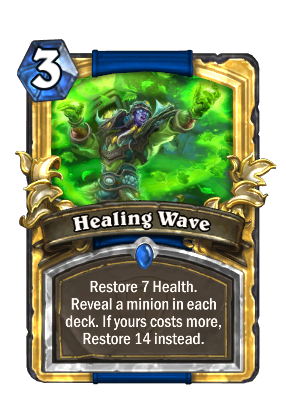 3
Healing Wave
Restore 7 Health.
Reveal a minion in each
deck. If yours costs more,
Restore 14 instead.